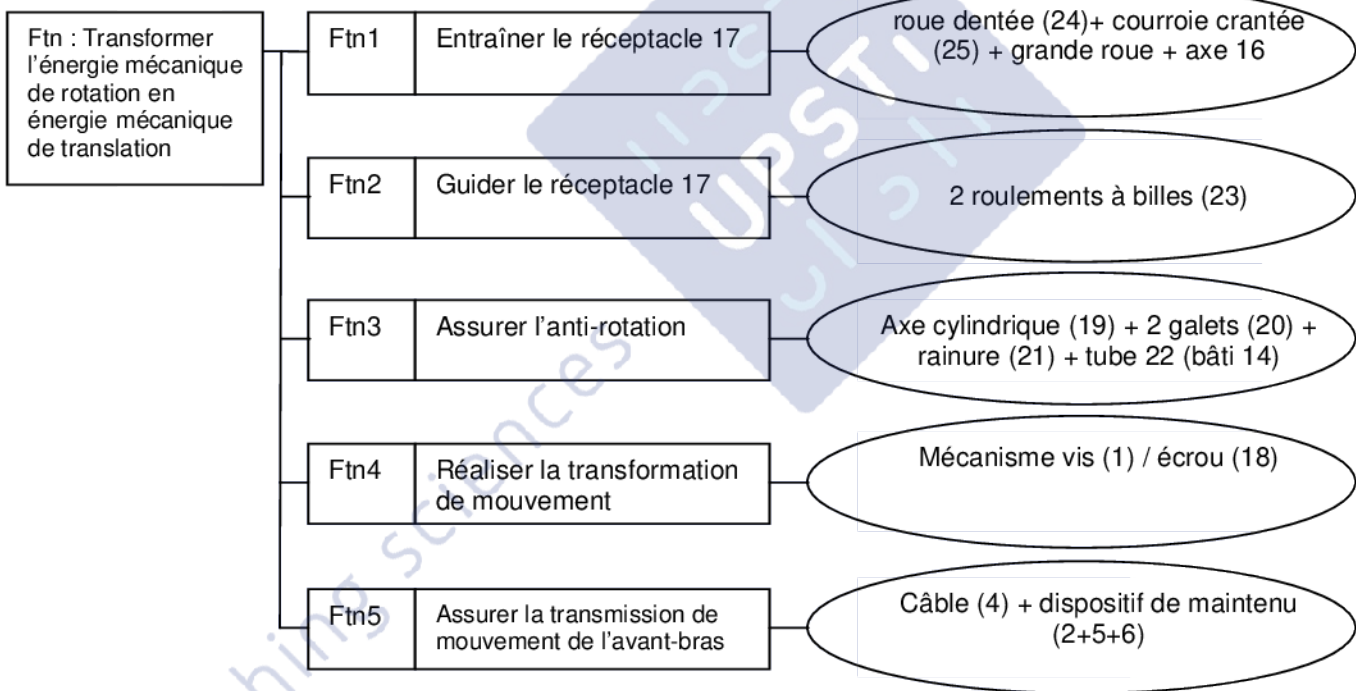 Ftn : Transformer
l'énergie mécanique
de rotation en
énergie mécanique
de translation
Ftn1
Entraîner le réceptacle 17
roue dentée (24)+ courroie crantée
(25) + grande roue + axe 16
Ftn2
Guider le réceptacle 17
2 roulements à billes (23)
Ftn3
Assurer l'anti-rotation
Axe cylindrique (19) + 2 galets (20) +
rainure (21) + tube 22 (bâti 14)
Ftn4
Réaliser la transformation
de mouvement
Mécanisme vis (1) / écrou (18)
Ftn5
Assurer la transmission de
mouvement de l'avant-bras
Câble (4) + dispositif de maintenu
(2+5+6)
UPSTI
hing sciences